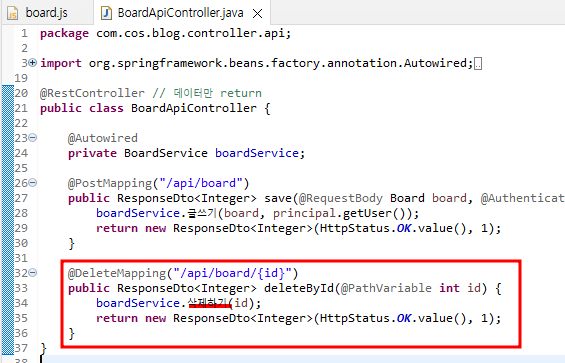 board.js
BoardApiController.java
1 package com.cos.blog.controller.api;
2
3 import org.springframework.beans.factory.annotation.Autowired;
19
20 @RestController // 데이터만 return
21 public class BoardApiController {
22
23 @Autowired
24 private BoardService boardService;
25
26 @PostMapping("/api/board")
27 public ResponseDto<Integer> save(@RequestBody Board board, @Authenticat
28 boardService.글쓰기(board, principal.getUser());
29 return new ResponseDto<Integer>(HttpStatus.OK.value(), 1);
30 }
31
32 @DeleteMapping("/api/board/{id}")
33 public ResponseDto<Integer> deleteById(@PathVariable int id) {
34 boardService.삭제하기(id);
35 return new ResponseDto<Integer>(HttpStatus.OK.value(), 1);
36 }
37 }
38